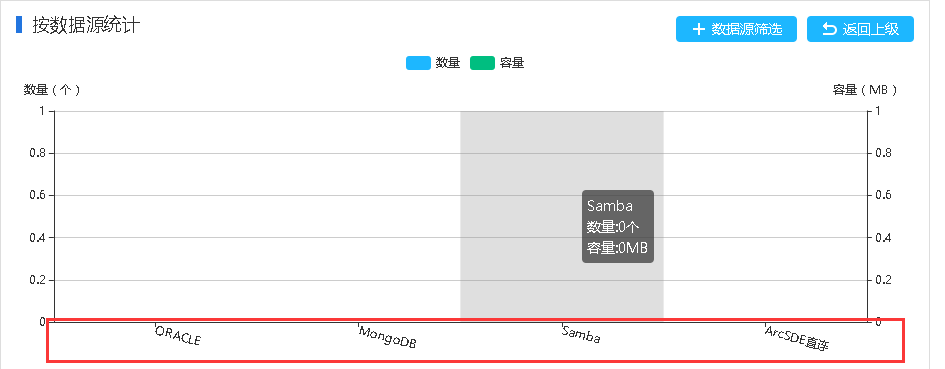 按数据源统计
数据源筛选
返回上级
数量
容量
数量（个）
容量（MB）
1
1
0.8
0.8
0.6
0.6
Samba
数量:0个
容量:0MB
0.4
0.4
0.2
0.2
0
0
ORACLE
MongoDB
Samba
ArcSDE直连